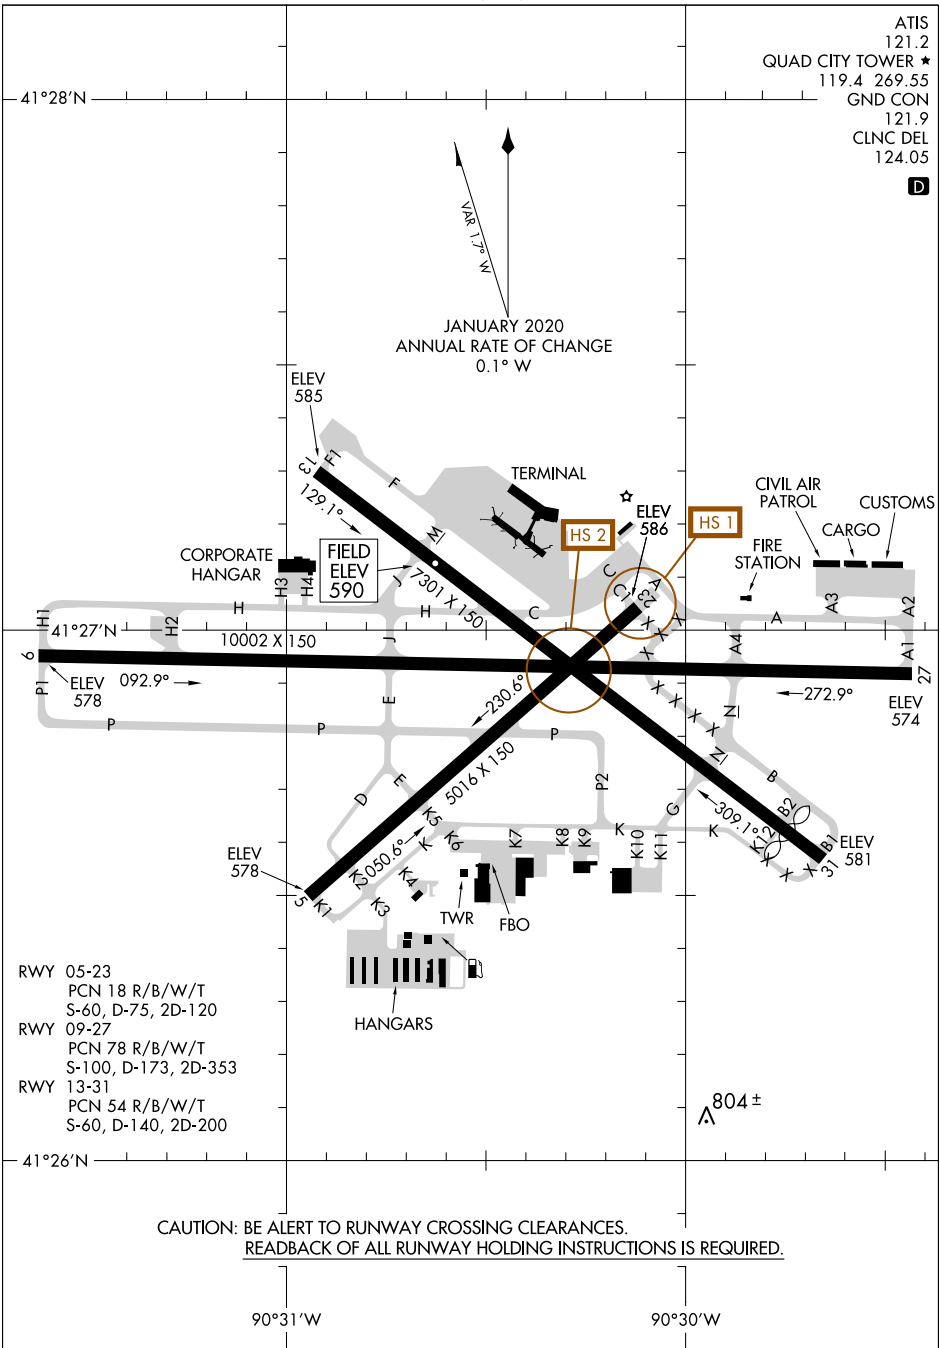 ATIS
121.2
QUAD CITY TOWER ★
119.4 269.55
GND CON
121.9
CLNC DEL
124.05
D
41°28'N
VAR 1.7° W
JANUARY 2020
ANNUAL RATE OF CHANGE
0.1° W
ELEV
585
13
F1
F
129.1°
TERMINAL
CIVIL AIR
PATROL
CUSTOMS
CARGO
HS 1
HS 2
ELEV
586
FIRE
STATION
CORPORATE
HANGAR
FIELD
ELEV
590
M
J
7301 X 150
H3
H4
C
A
C1
23
X
X
X
X
X
A
A3
A2
H1
H
H2
H
C
41°27'N
10002 X 150
J
A4
A1
9
27
P1
ELEV
578
092.9°
230.6°
272.9°
ELEV
574
E
N
X
X
X
X
X
P
P
P
N
B
5016 X 150
P2
D
E
K5
G
309.1°
B2
K12
B1
K
K6
K7
K8
K9
K
K10
K11
K
ELEV
581
31
X
X
X
ELEV
578
050.6°
K2
K4
5
K1
K3
TWR
FBO
HANGARS
RWY 05-23
PCN 18 R/B/W/T
S-60, D-75, 2D-120
RWY 09-27
PCN 78 R/B/W/T
S-100, D-173, 2D-353
RWY 13-31
PCN 54 R/B/W/T
S-60, D-140, 2D-200
804 ±
41°26'N
CAUTION: BE ALERT TO RUNWAY CROSSING CLEARANCES.
READBACK OF ALL RUNWAY HOLDING INSTRUCTIONS IS REQUIRED.
90°31'W
90°30'W